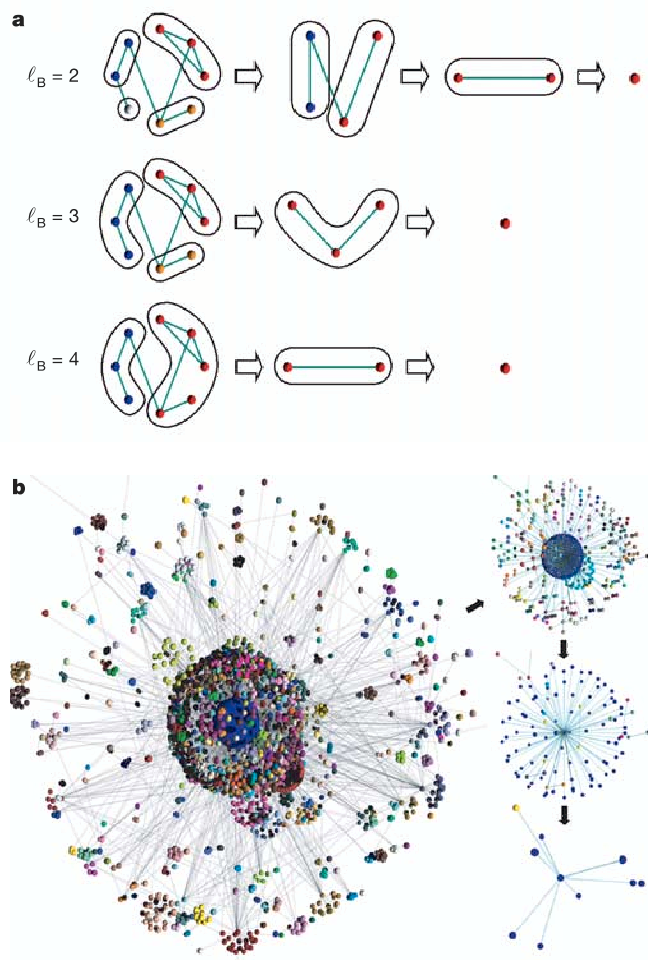 a
ℓB = 2
ℓB = 3
ℓB = 4
b